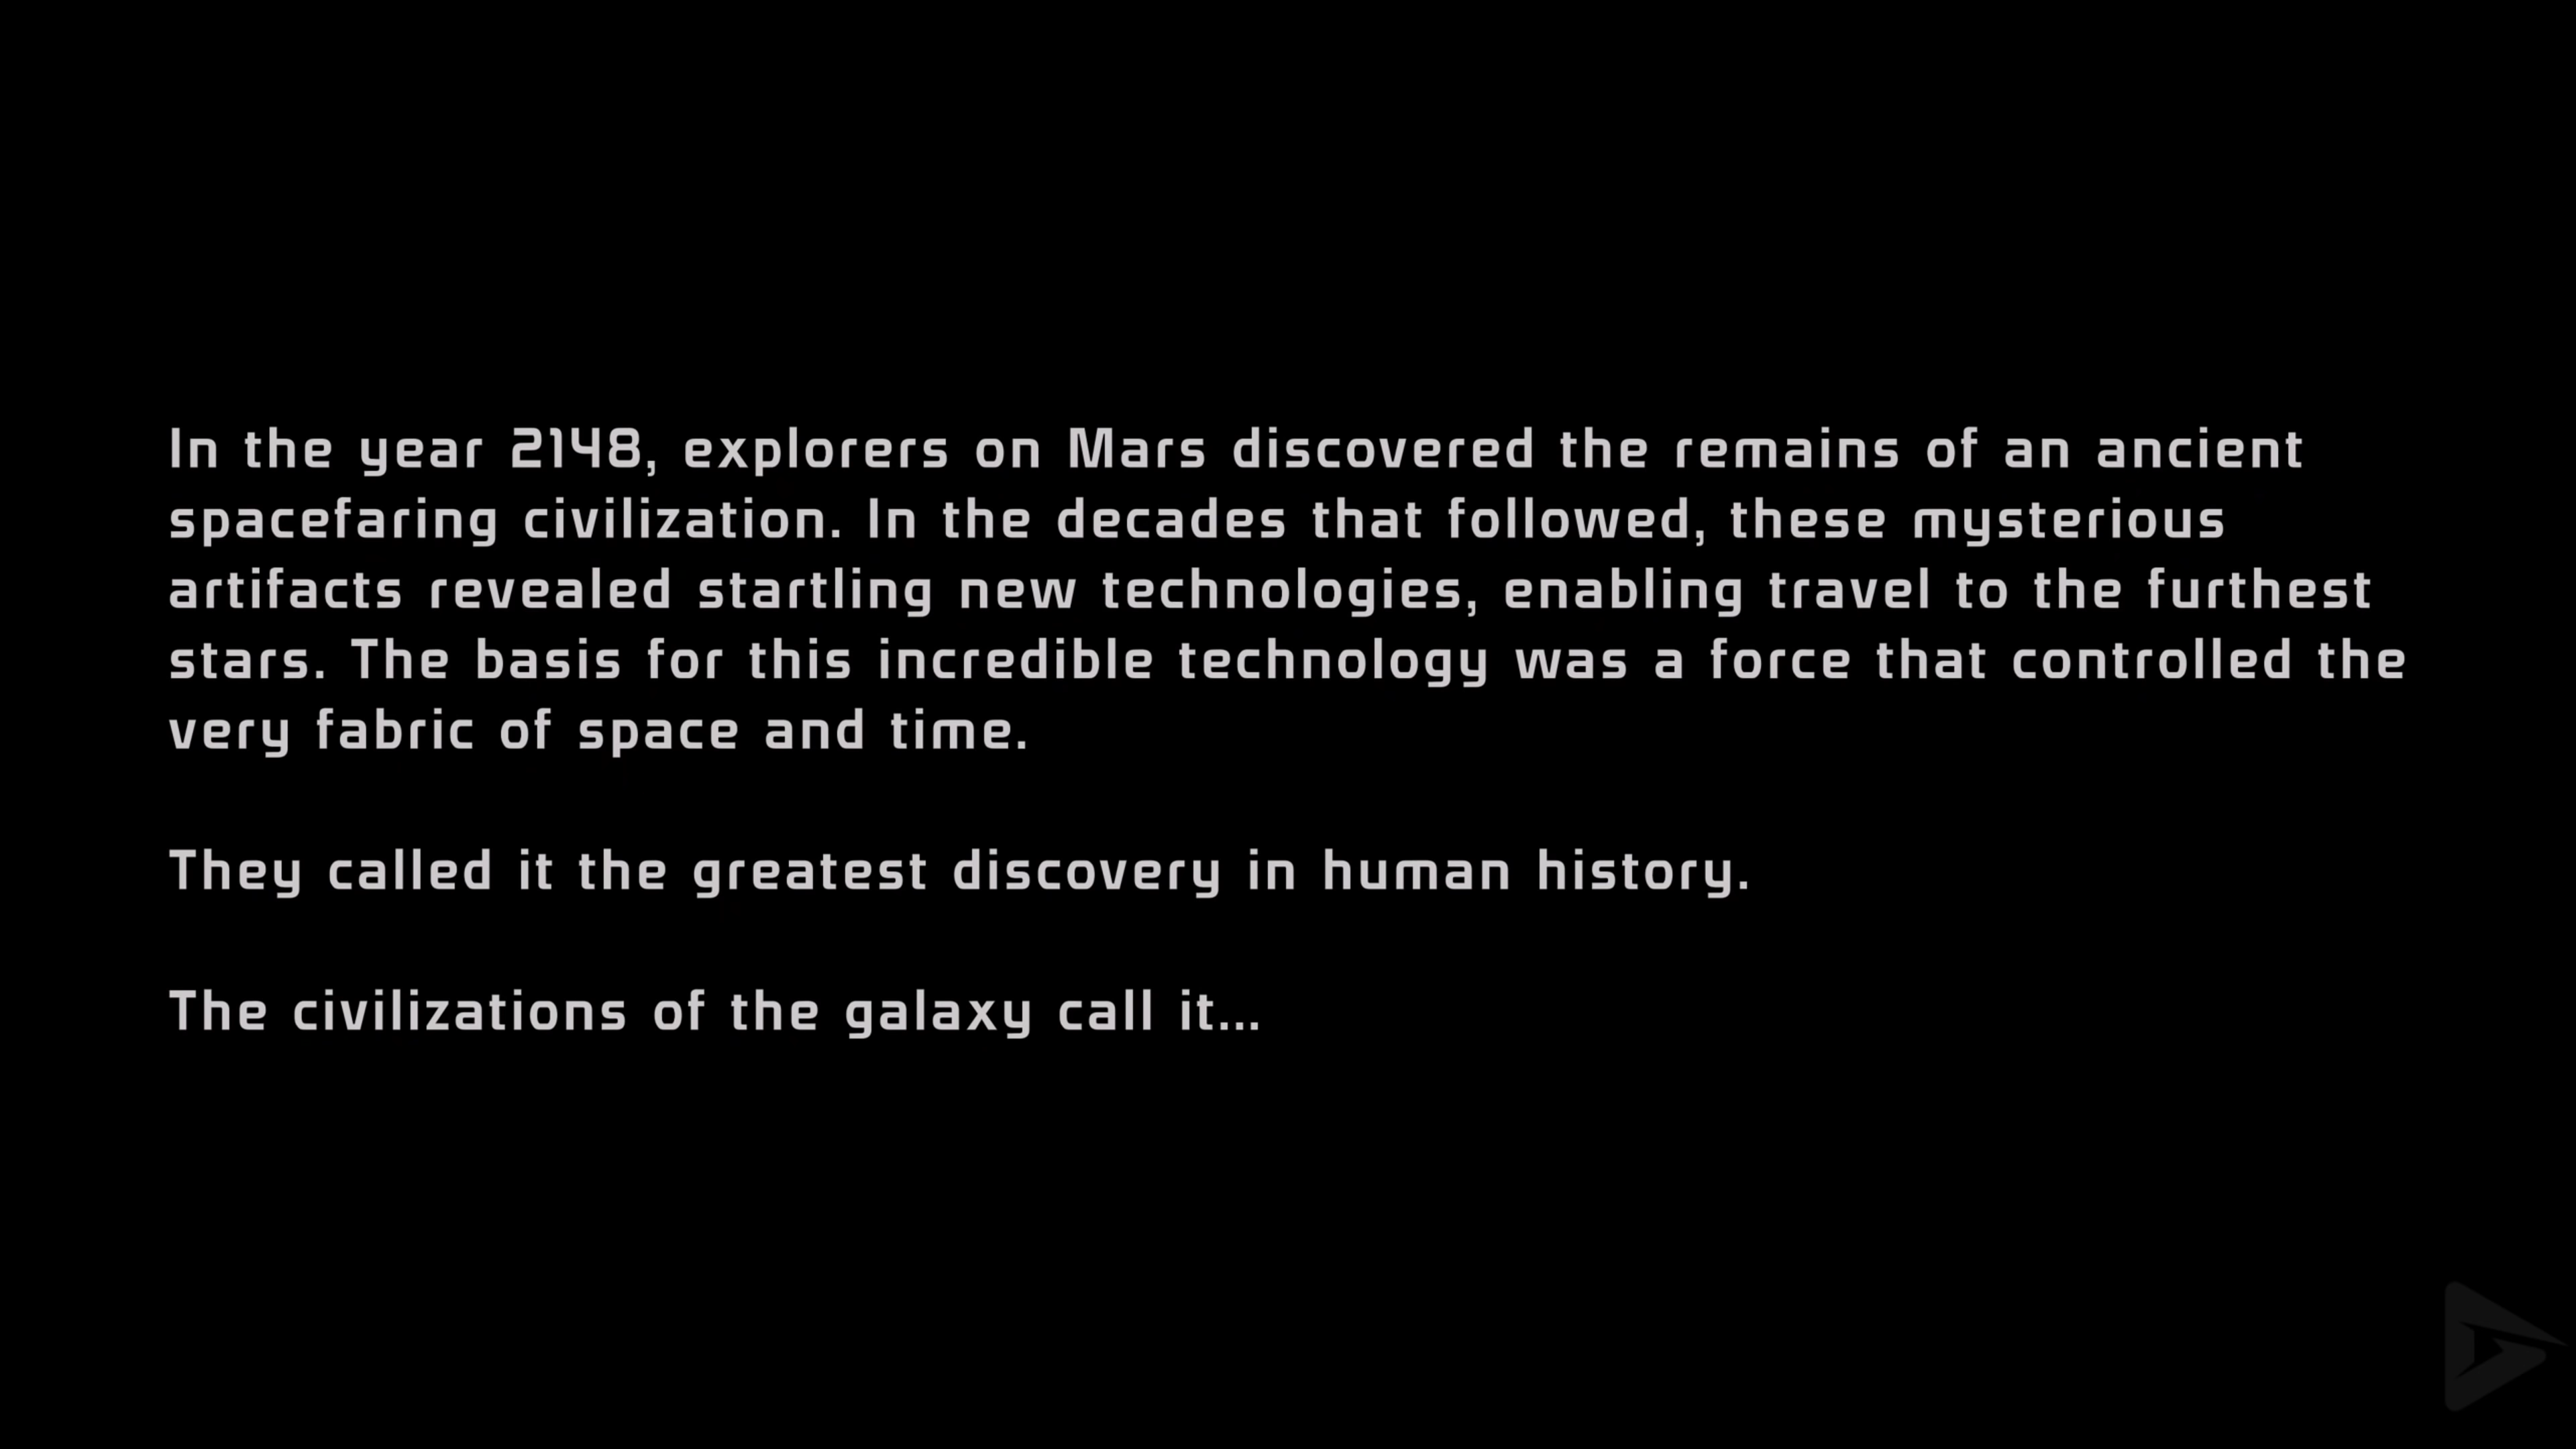 In the year 2148, explorers on Mars discovered the remains of an ancient
spacefaring civilization. In the decades that followed, these mysterious
artifacts revealed startling new technologies, enabling travel to the furthest
stars. The basis for this incredible technology was a force that controlled the
very fabric of space and time.
They called it the greatest discovery in human history.
The civilizations of the galaxy call it...